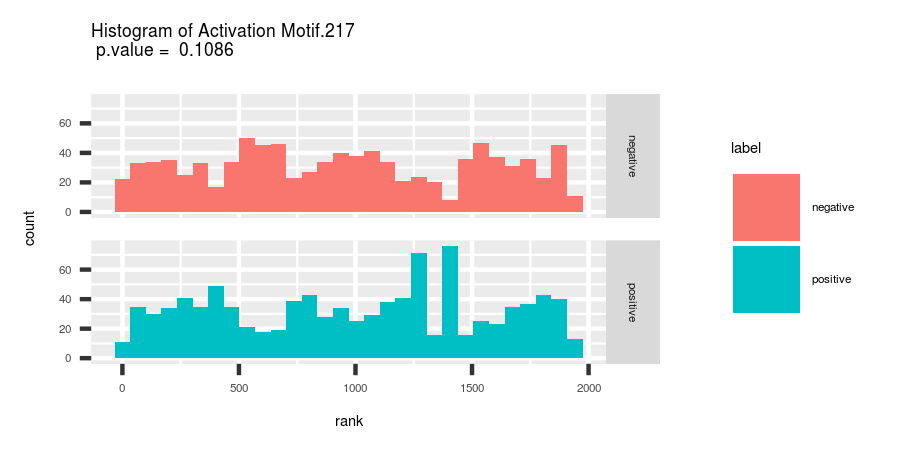 Histogram of Activation Motif.217
p.value = 0.1086
count
60
40
20
0
negative
60
40
20
0
positive
0 500 1000 1500 2000
rank
label
negative
positive